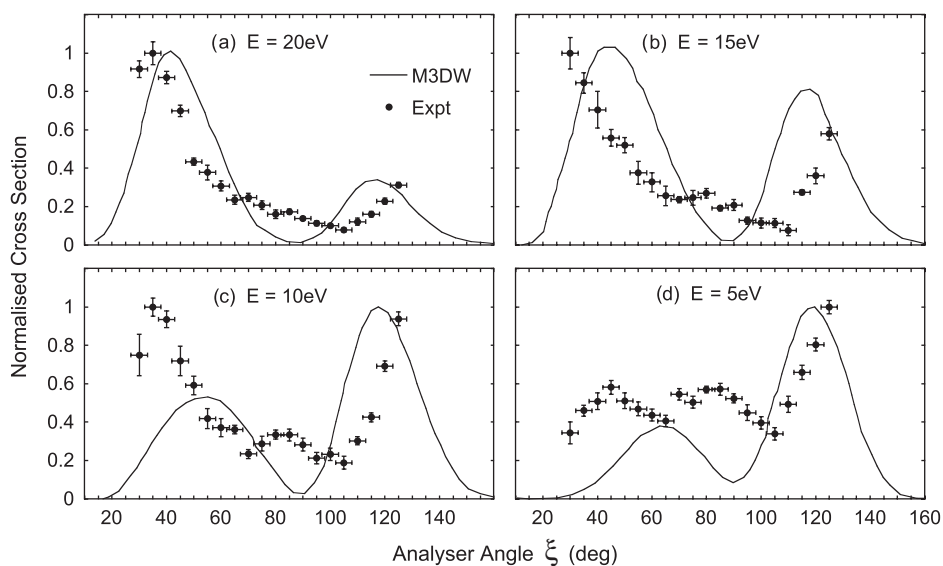 (a) E = 20eV
(b) E = 15eV
M3DW
Expt
1
0.8
0.6
0.4
0.2
0
Normalised Cross Section
(c) E = 10eV
(d) E = 5eV
1
0.8
0.6
0.4
0.2
0
20 40 60 80 100 120 140
20 40 60 80 100 120 140 160
Analyser Angle ξ (deg)